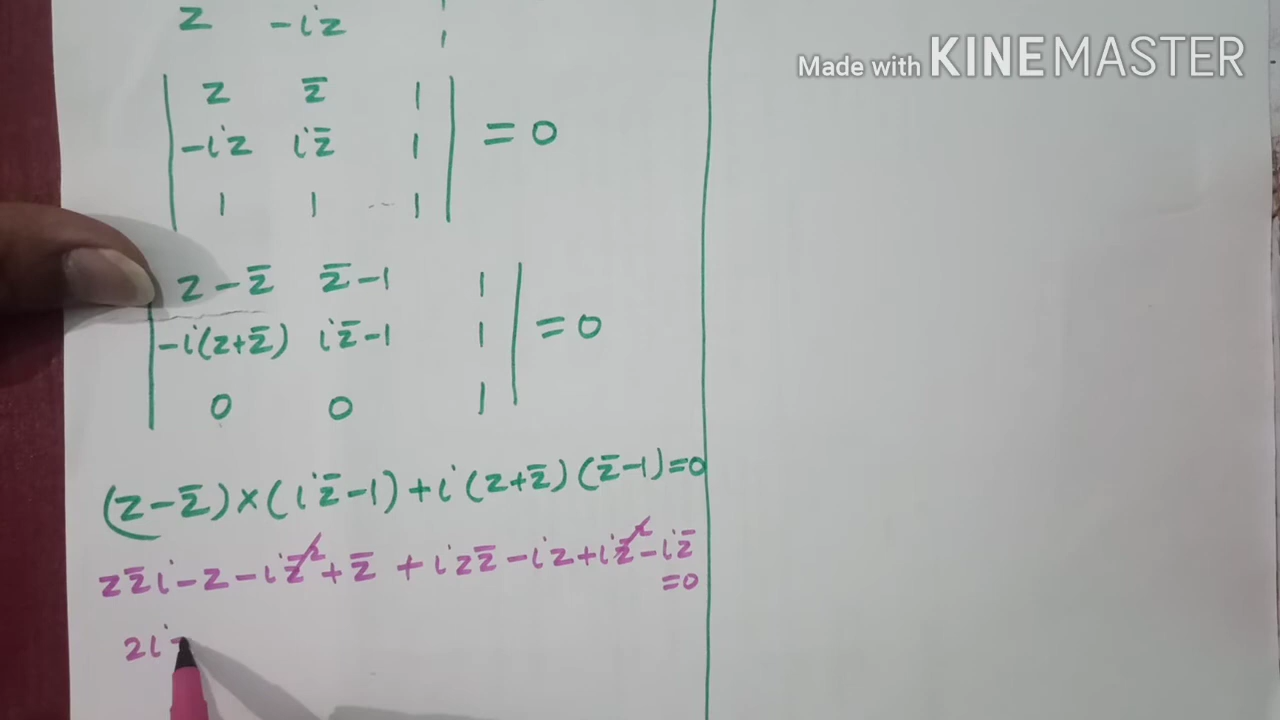 z -iz 1
Made with KINEMASTER
| z z̅ 1 |
| -iz iz̅ 1 | = 0
| 1 1 1 |
| z - z̅ z̅ - 1 1 |
| -i(z+z̅) iz̅ - 1 1 | = 0
| 0 0 1 |
(z - z̅) × (iz̅ - 1) + i(z + z̅)(z̅ - 1) = 0
zz̅i - z - iz̅² + z̅ + izz̅ - iz + iz̅² - iz̅
= 0
2i